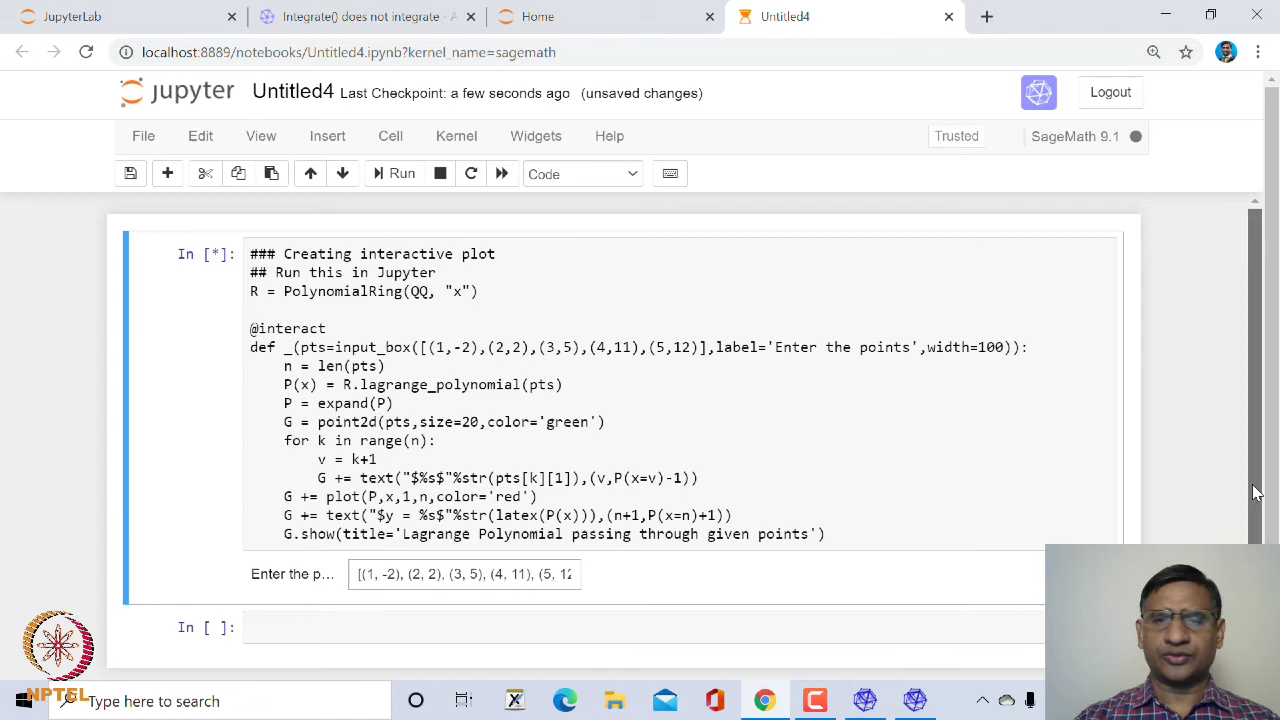 JupyterLab
Integrate() does not integrate - A
Home
Untitled4
localhost:8889/notebooks/Untitled4.ipynb?kernel_name=sagemath
jupyter Untitled4 Last Checkpoint: a few seconds ago (unsaved changes)
Logout
File Edit View Insert Cell Kernel Widgets Help
Trusted
SageMath 9.1
Run
Code
In [*]:
### Creating interactive plot
## Run this in Jupyter
R = PolynomialRing(QQ, "x")
@interact
def _(pts=input_box([(1,-2),(2,2),(3,5),(4,11),(5,12)],label='Enter the points',width=100)):
n = len(pts)
P(x) = R.lagrange_polynomial(pts)
P = expand(P)
G = point2d(pts,size=20,color='green')
for k in range(n):
v = k+1
G += text("$%s$"%str(pts[k][1]),(v,P(x=v)-1))
G += plot(P,x,1,n,color='red')
G += text("$y = %s$"%str(latex(P(x))),(n+1,P(x=n)+1))
G.show(title='Lagrange Polynomial passing through given points')
Enter the p... [(1, -2), (2, 2), (3, 5), (4, 11), (5, 12
In [ ]:
NPTEL
Type here to search